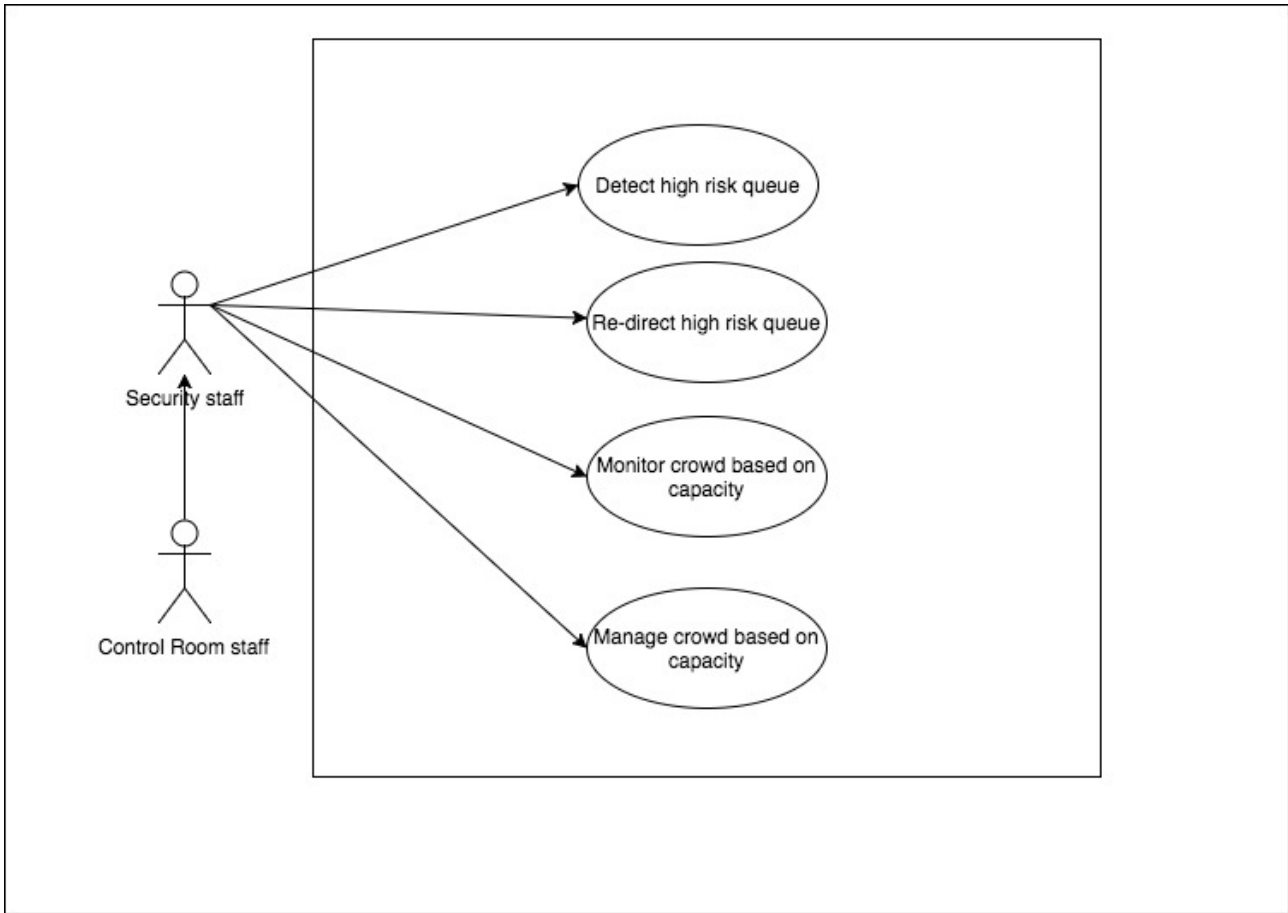 Detect high risk queue
Re-direct high risk queue
Security staff
Monitor crowd based on
capacity
Control Room staff
Manage crowd based on
capacity